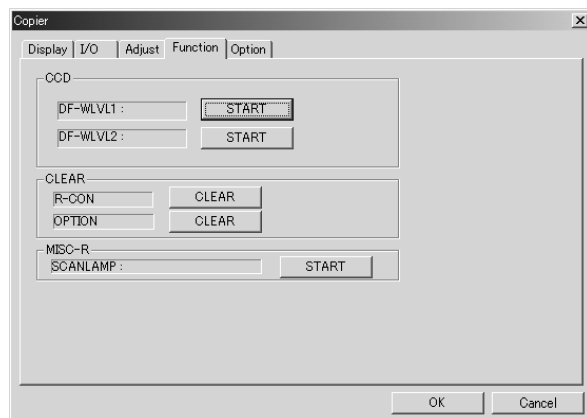 Copier
Display I/O Adjust Function Option
CCD
DF-WLVL1 : START
DF-WLVL2 : START
CLEAR
R-CON CLEAR
OPTION CLEAR
MISC-R
SCANLAMP : START
OK Cancel